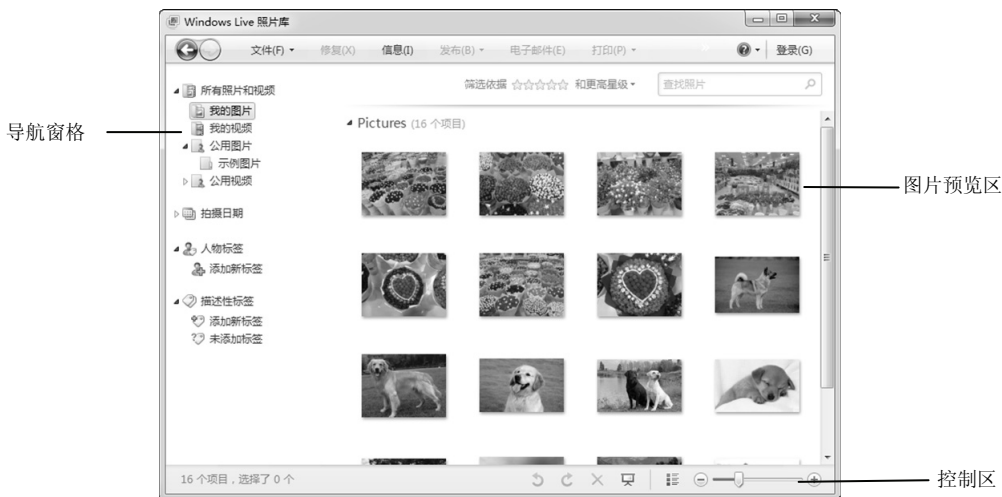 Windows Live 照片库
文件(F) 修复(X) 信息(I) 发布(B) 电子邮件(E) 打印(P) 登录(G)
筛选依据 和更高星级 查找照片
所有照片和视频
我的图片
我的视频
公用图片
示例图片
公用视频
拍摄日期
人物标签
添加新标签
描述性标签
添加新标签
未添加标签
Pictures (16 个项目)
导航窗格
图片预览区
16 个项目，选择了 0 个
控制区